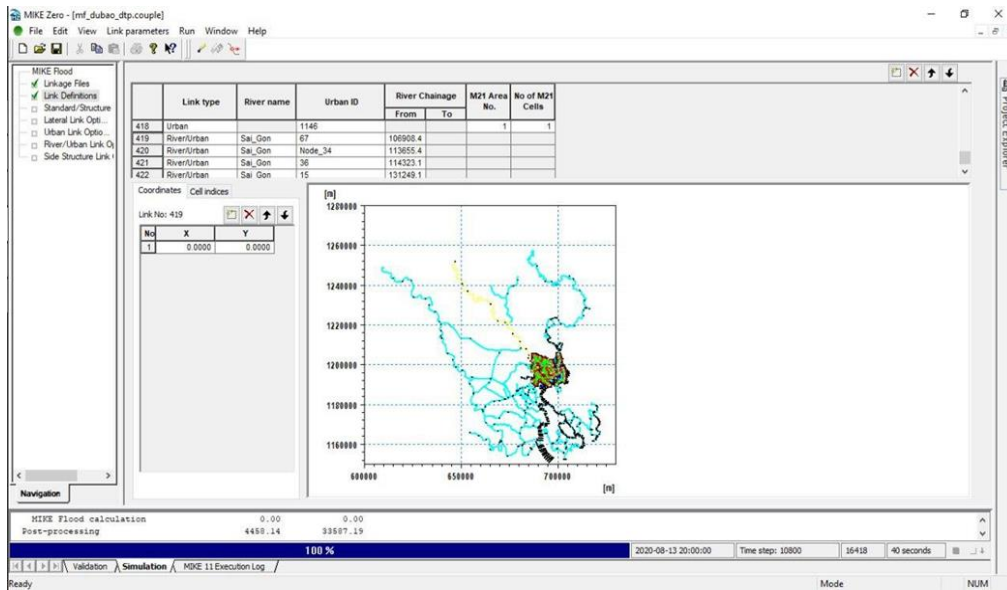 MIKE Zero - [mf_dubao_dtp.couple]
File Edit View Link parameters Run Window Help
MIKE Flood
Linkage Files
Link Definitions
Standard/Structure
Lateral Link Optio...
Urban Link Optio...
River/Urban Link O
Side Structure Link
Navigation
Link type River name Urban ID River Chainage From To M21 Area No. No of M21 Cells
418 Urban 1146 1 1
419 River/Urban Sai_Gon 67 106908.4
420 River/Urban Sai_Gon Node_34 113655.4
421 River/Urban Sai_Gon 36 114323.1
422 River/Urban Sai_Gon 15 131249.1
Coordinates Cell indices
Link No: 419
No X Y
1 0.0000 0.0000
[m]
1280000
1260000
1240000
1220000
1200000
1180000
1160000
600000 650000 700000
[m]
Project Explorer
MIKE Flood calculation 0.00 0.00
Post-processing 4458.14 33587.19
100 % 2020-08-13 20:00:00 Time step: 10800 16418 40 seconds
Validation Simulation MIKE 11 Execution Log
Ready Mode NUM